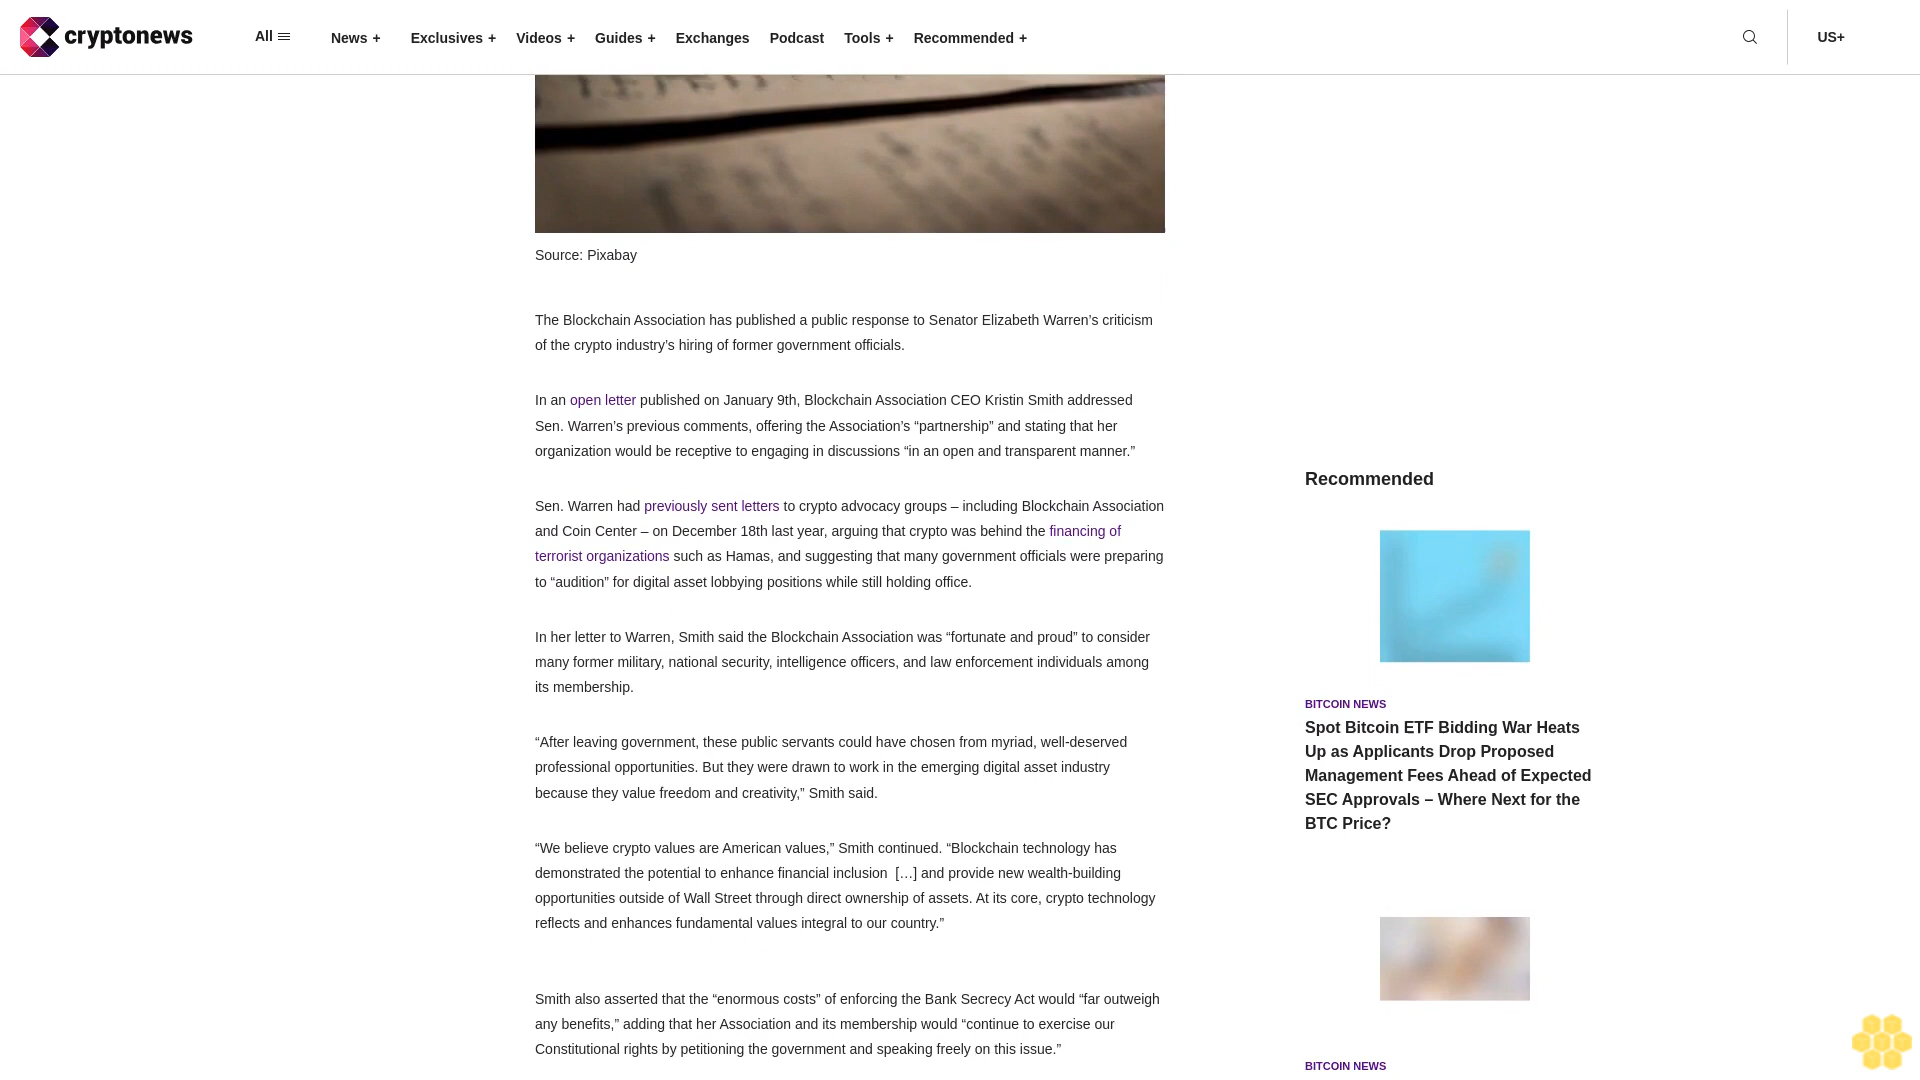 cryptonews
All
News +
Exclusives +
Videos +
Guides +
Exchanges
Podcast
Tools +
Recommended +
US+
Source: Pixabay
The Blockchain Association has published a public response to Senator Elizabeth Warren’s criticism
of the crypto industry’s hiring of former government officials.
In an open letter published on January 9th, Blockchain Association CEO Kristin Smith addressed
Sen. Warren’s previous comments, offering the Association’s “partnership” and stating that her
organization would be receptive to engaging in discussions “in an open and transparent manner.”
Sen. Warren had previously sent letters to crypto advocacy groups – including Blockchain Association
and Coin Center – on December 18th last year, arguing that crypto was behind the financing of
terrorist organizations such as Hamas, and suggesting that many government officials were preparing
to “audition” for digital asset lobbying positions while still holding office.
In her letter to Warren, Smith said the Blockchain Association was “fortunate and proud” to consider
many former military, national security, intelligence officers, and law enforcement individuals among
its membership.
“After leaving government, these public servants could have chosen from myriad, well-deserved
professional opportunities. But they were drawn to work in the emerging digital asset industry
because they value freedom and creativity,” Smith said.
“We believe crypto values are American values,” Smith continued. “Blockchain technology has
demonstrated the potential to enhance financial inclusion  […] and provide new wealth-building
opportunities outside of Wall Street through direct ownership of assets. At its core, crypto technology
reflects and enhances fundamental values integral to our country.”
Smith also asserted that the “enormous costs” of enforcing the Bank Secrecy Act would “far outweigh
any benefits,” adding that her Association and its membership would “continue to exercise our
Constitutional rights by petitioning the government and speaking freely on this issue.”
Recommended
BITCOIN NEWS
Spot Bitcoin ETF Bidding War Heats
Up as Applicants Drop Proposed
Management Fees Ahead of Expected
SEC Approvals – Where Next for the
BTC Price?
BITCOIN NEWS